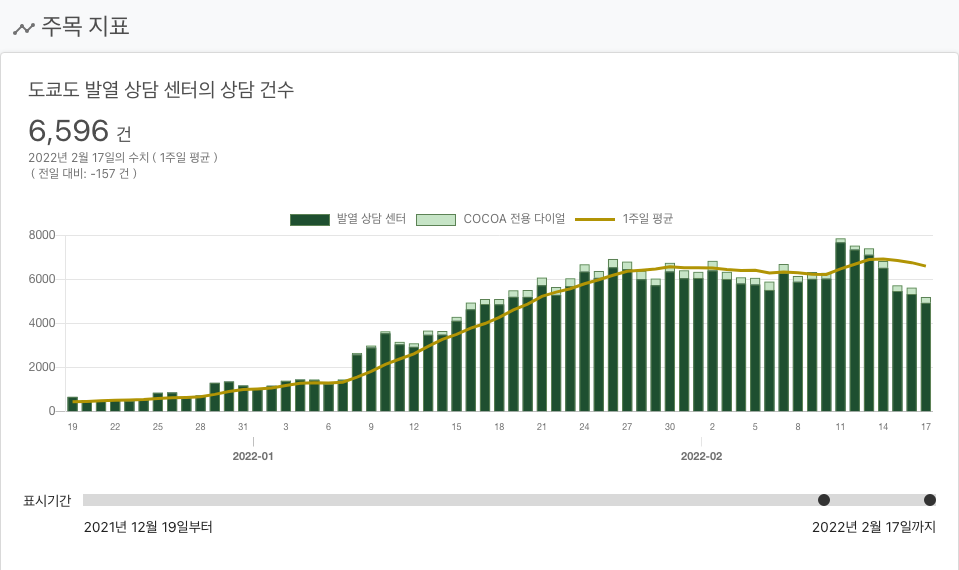 주목 지표
도쿄도 발열 상담 센터의 상담 건수
6,596 건
2022년 2월 17일의 수치 ( 1주일 평균 )
( 전일 대비: -157 건 )
발열 상담 센터 COCOA 전용 다이얼 1주일 평균
8000
6000
4000
2000
0
19 22 25 28 31 3 6 9 12 15 18 21 24 27 30 2 5 8 11 14 17
2022-01 2022-02
표시기간
2021년 12월 19일부터 2022년 2월 17일까지